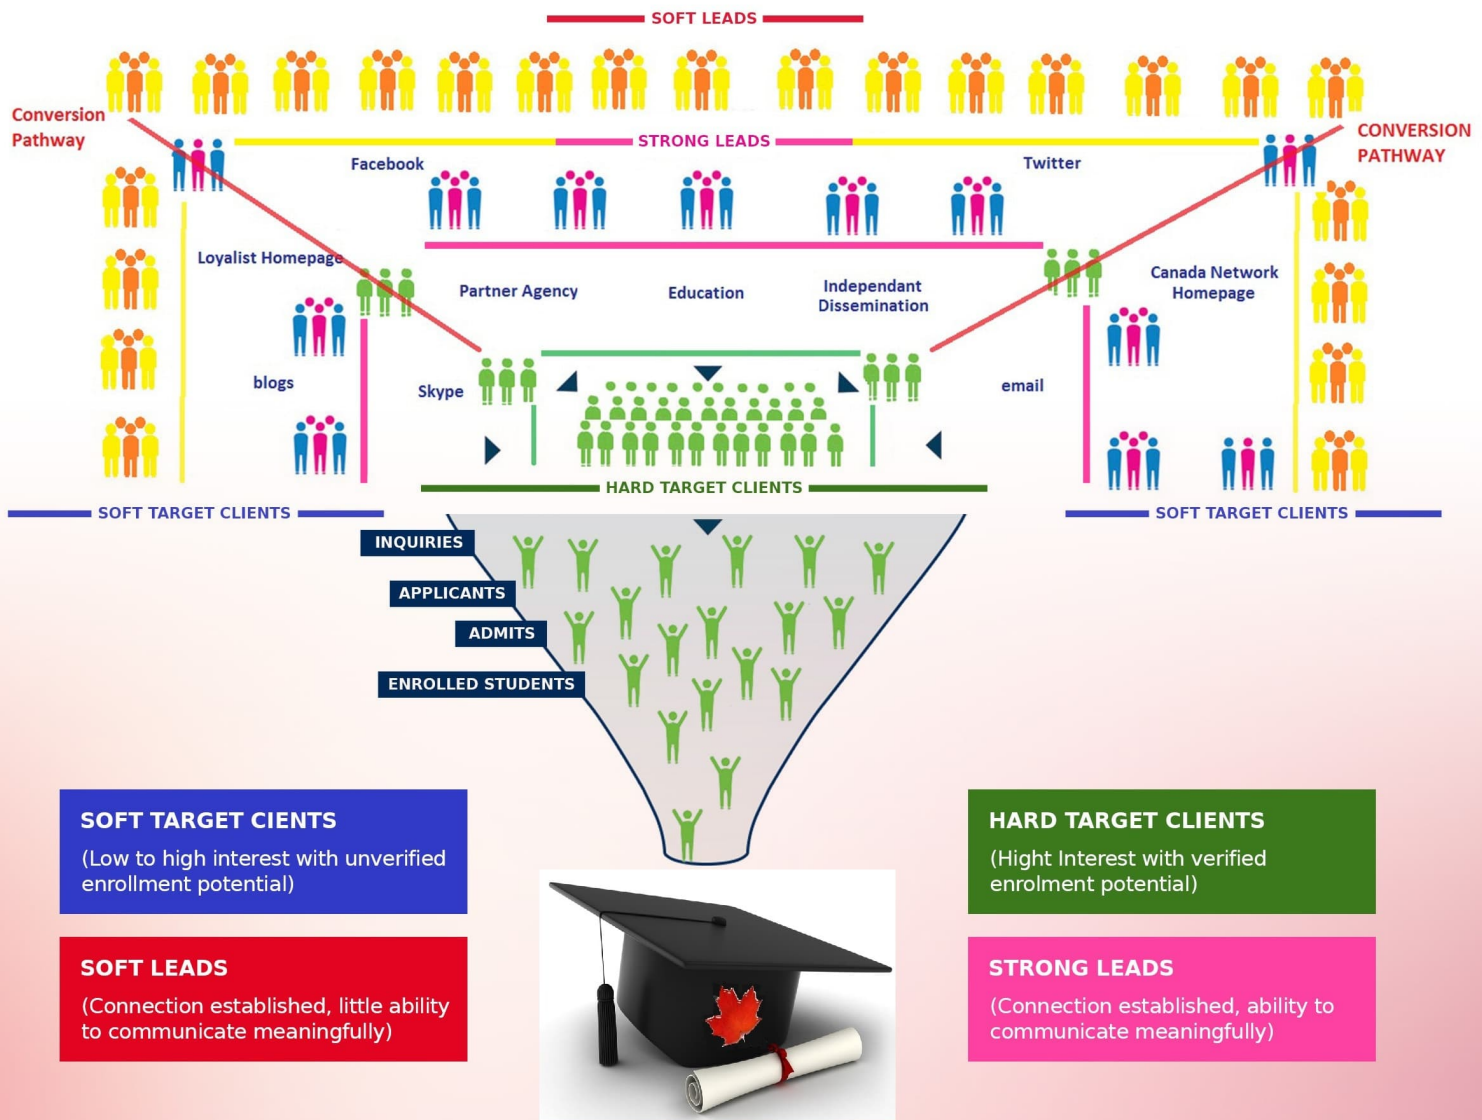 SOFT LEADS
Conversion
Pathway
STRONG LEADS
CONVERSION
PATHWAY
Facebook
Twitter
Loyalist Homepage
Partner Agency
Education
Independant
Dissemination
Canada Network
Homepage
blogs
Skype
email
HARD TARGET CLIENTS
SOFT TARGET CLIENTS
SOFT TARGET CLIENTS
INQUIRIES
APPLICANTS
ADMITS
ENROLLED STUDENTS
SOFT TARGET CIENTS
(Low to high interest with unverified
enrollment potential)
HARD TARGET CLIENTS
(Hight Interest with verified
enrolment potential)
SOFT LEADS
(Connection established, little ability
to communicate meaningfully)
STRONG LEADS
(Connection established, ability to
communicate meaningfully)